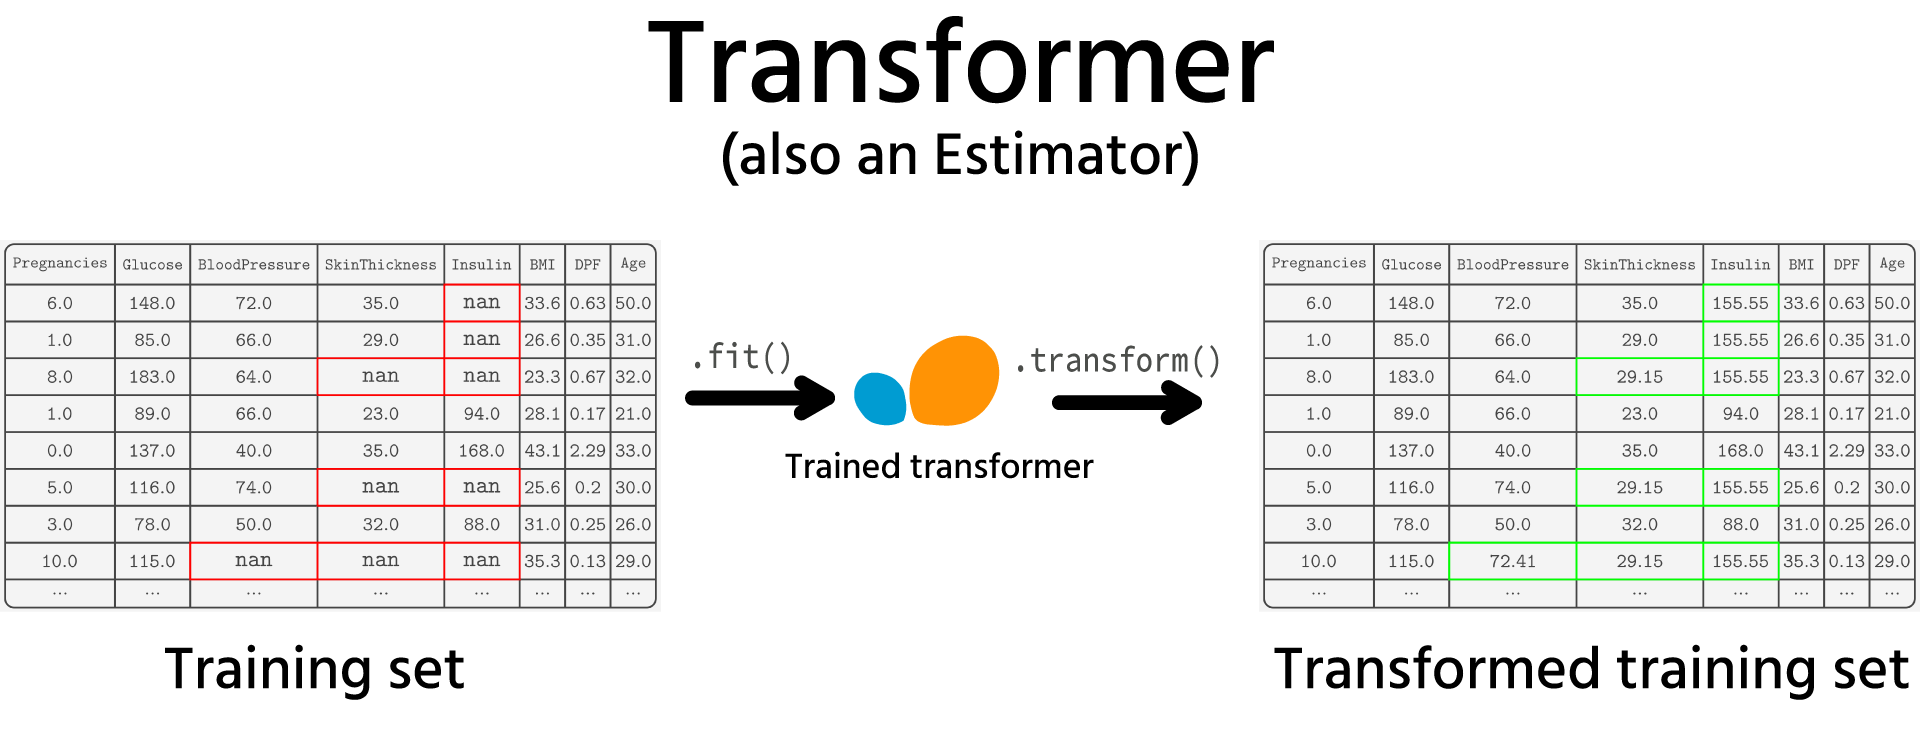 Transformer
(also an Estimator)
Pregnancies Glucose BloodPressure SkinThickness Insulin BMI DPF Age
6.0 148.0 72.0 35.0 nan 33.6 0.63 50.0
1.0 85.0 66.0 29.0 nan 26.6 0.35 31.0
8.0 183.0 64.0 nan nan 23.3 0.67 32.0
1.0 89.0 66.0 23.0 94.0 28.1 0.17 21.0
0.0 137.0 40.0 35.0 168.0 43.1 2.29 33.0
5.0 116.0 74.0 nan nan 25.6 0.2 30.0
3.0 78.0 50.0 32.0 88.0 31.0 0.25 26.0
10.0 115.0 nan nan nan 35.3 0.13 29.0
... ... ... ... ... ... ... ...
Training set
.fit()
Trained transformer
.transform()
Pregnancies Glucose BloodPressure SkinThickness Insulin BMI DPF Age
6.0 148.0 72.0 35.0 155.55 33.6 0.63 50.0
1.0 85.0 66.0 29.0 155.55 26.6 0.35 31.0
8.0 183.0 64.0 29.15 155.55 23.3 0.67 32.0
1.0 89.0 66.0 23.0 94.0 28.1 0.17 21.0
0.0 137.0 40.0 35.0 168.0 43.1 2.29 33.0
5.0 116.0 74.0 29.15 155.55 25.6 0.2 30.0
3.0 78.0 50.0 32.0 88.0 31.0 0.25 26.0
10.0 115.0 72.41 29.15 155.55 35.3 0.13 29.0
... ... ... ... ... ... ... ...
Transformed training set